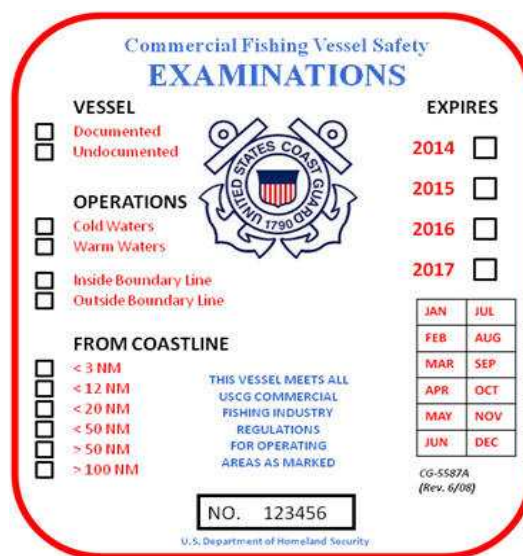 Commercial Fishing Vessel Safety
EXAMINATIONS
VESSEL
Documented
Undocumented
OPERATIONS
Cold Waters
Warm Waters
Inside Boundary Line
Outside Boundary Line
FROM COASTLINE
< 3 NM
< 12 NM
< 20 NM
< 50 NM
> 50 NM
> 100 NM
UNITED STATES COAST GUARD
1790
THIS VESSEL MEETS ALL
USCG COMMERCIAL
FISHING INDUSTRY
REGULATIONS
FOR OPERATING
AREAS AS MARKED
EXPIRES
2014
2015
2016
2017
JAN JUL
FEB AUG
MAR SEP
APR OCT
MAY NOV
JUN DEC
CG-5587A
(Rev. 6/08)
NO. 123456
U.S. Department of Homeland Security